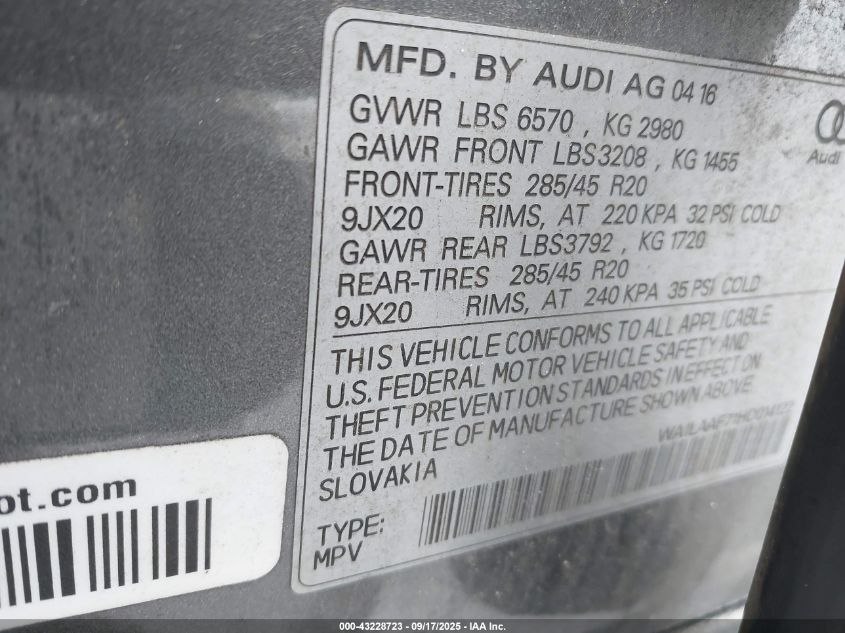 MFD. BY AUDI AG 04 16
GVWR LBS 6570 , KG 2980
GAWR FRONT LBS3208 , KG 1455
FRONT-TIRES 285/45 R20
9JX20 RIMS, AT 220 KPA 32 PSI COLD
GAWR REAR LBS3792 , KG 1720
REAR-TIRES 285/45 R20
9JX20 RIMS, AT 240 KPA 35 PSI COLD
Audi
THIS VEHICLE CONFORMS TO ALL APPLICABLE
U.S. FEDERAL MOTOR VEHICLE SAFETY AND
THEFT PREVENTION STANDARDS IN EFFECT ON
THE DATE OF MANUFACTURE SHOWN ABOVE
SLOVAKIA
TYPE:
MPV
ot.com
000-43228723 - 09/17/2025 - IAA Inc.